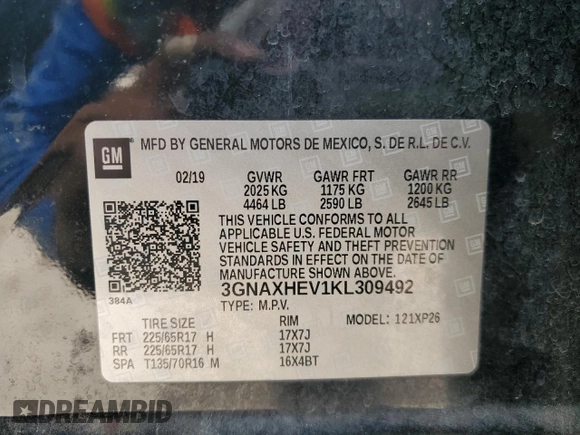 GM MFD BY GENERAL MOTORS DE MEXICO, S. DE R.L. DE C.V.
02/19 GVWR GAWR FRT GAWR RR
2025 KG 1175 KG 1200 KG
4464 LB 2590 LB 2645 LB
THIS VEHICLE CONFORMS TO ALL
APPLICABLE U.S. FEDERAL MOTOR
VEHICLE SAFETY AND THEFT PREVENTION
STANDARDS IN EFFECT ON THE DATE OF
MANUFACTURE SHOWN ABOVE.
384A 3GNAXHEV1KL309492
TYPE: M.P.V.
TIRE SIZE RIM MODEL: 121XP26
FRT 225/65R17 H 17X7J
RR 225/65R17 H 17X7J
SPA T135/70R16 M 16X4BT
DREAMBID